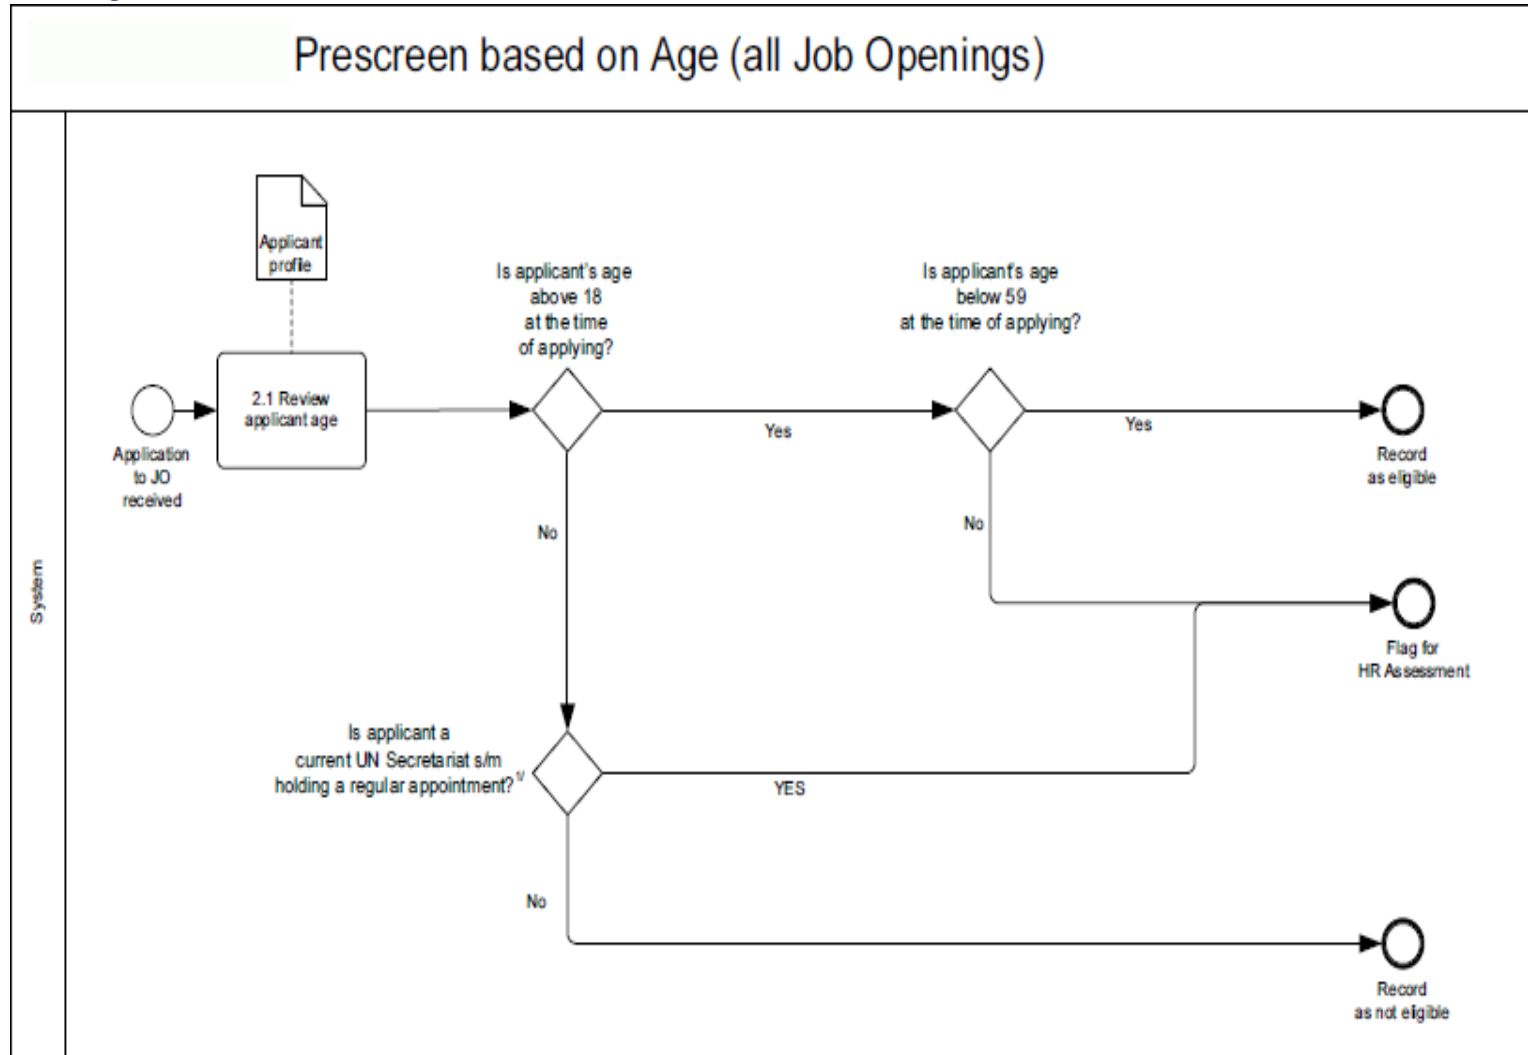 Prescreen based on Age (all Job Openings)
System
Applicant
profile
Is applicant's age
above 18
at the time
of applying?
Is applicant's age
below 59
at the time of applying?
2.1 Review
applicant age
Application
to JO
received
Yes
Yes
Record
as eligible
No
No
Flag for
HR Assessment
Is applicant a
current UN Secretariat s/m
holding a regular appointment? 1/
YES
No
Record
as not eligible